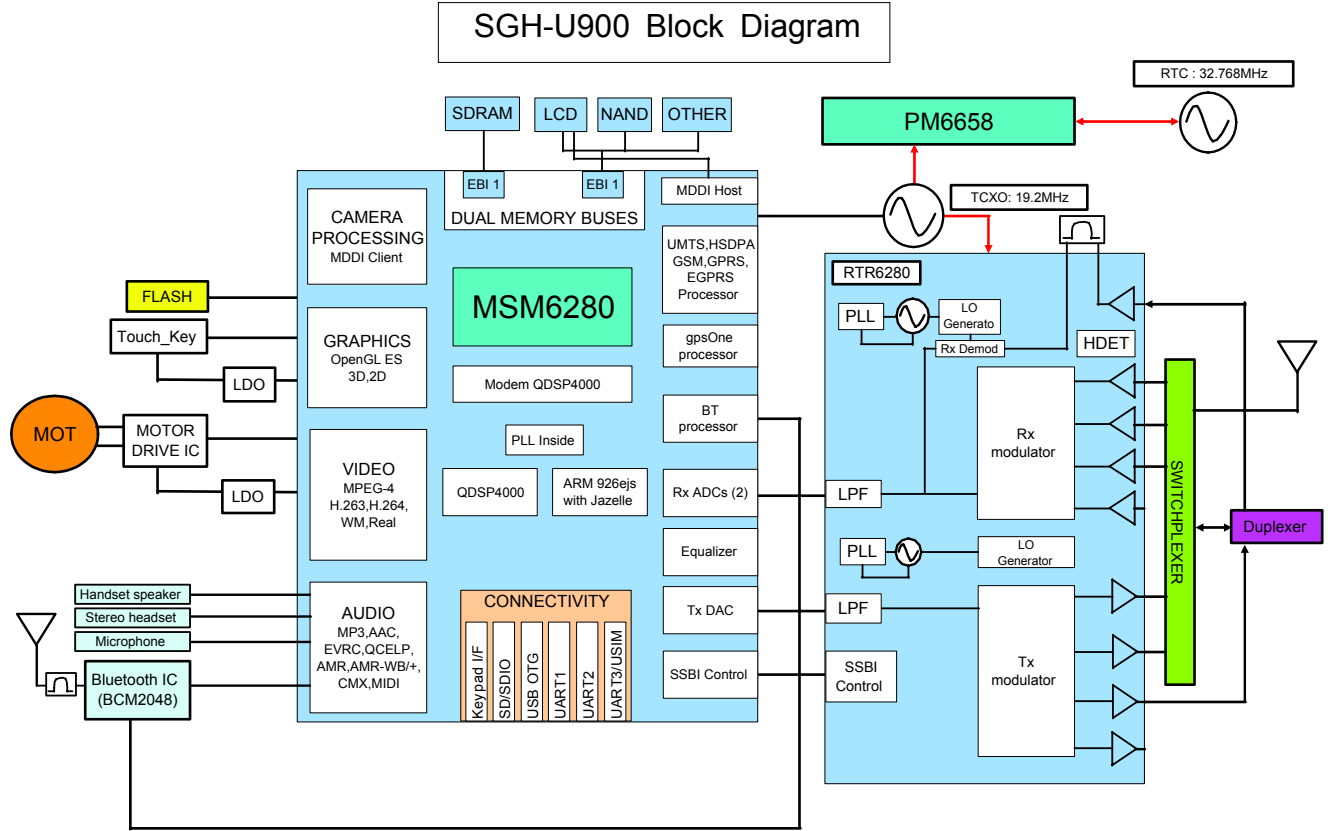 SGH-U900 Block Diagram
RTC : 32.768MHz
SDRAM
LCD
NAND
OTHER
PM6658
EBI 1
EBI 1
DUAL MEMORY BUSES
MDDI Host
TCXO: 19.2MHz
CAMERA
PROCESSING
MDDI Client
UMTS,HSDPA
GSM,GPRS,
EGPRS
Processor
RTR6280
FLASH
MSM6280
PLL
LO
Generato
Rx Demod
HDET
Touch_Key
GRAPHICS
OpenGL ES
3D,2D
gpsOne
processor
LDO
Modem QDSP4000
MOT
MOTOR
DRIVE IC
BT
processor
PLL Inside
Rx
modulator
VIDEO
MPEG-4
H.263,H.264,
WM,Real
LDO
QDSP4000
ARM 926ejs
with Jazelle
Rx ADCs (2)
LPF
SWITCHPLEXER
Duplexer
Equalizer
PLL
LO
Generator
Handset speaker
Stereo headset
Microphone
AUDIO
MP3,AAC,
EVRC,QCELP,
AMR,AMR-WB/+,
CMX,MIDI
CONNECTIVITY
Keypad I/F
SD/SDIO
USB OTG
UART1
UART2
UART3/USIM
Tx DAC
LPF
Bluetooth IC
(BCM2048)
SSBI Control
SSBI
Control
Tx
modulator